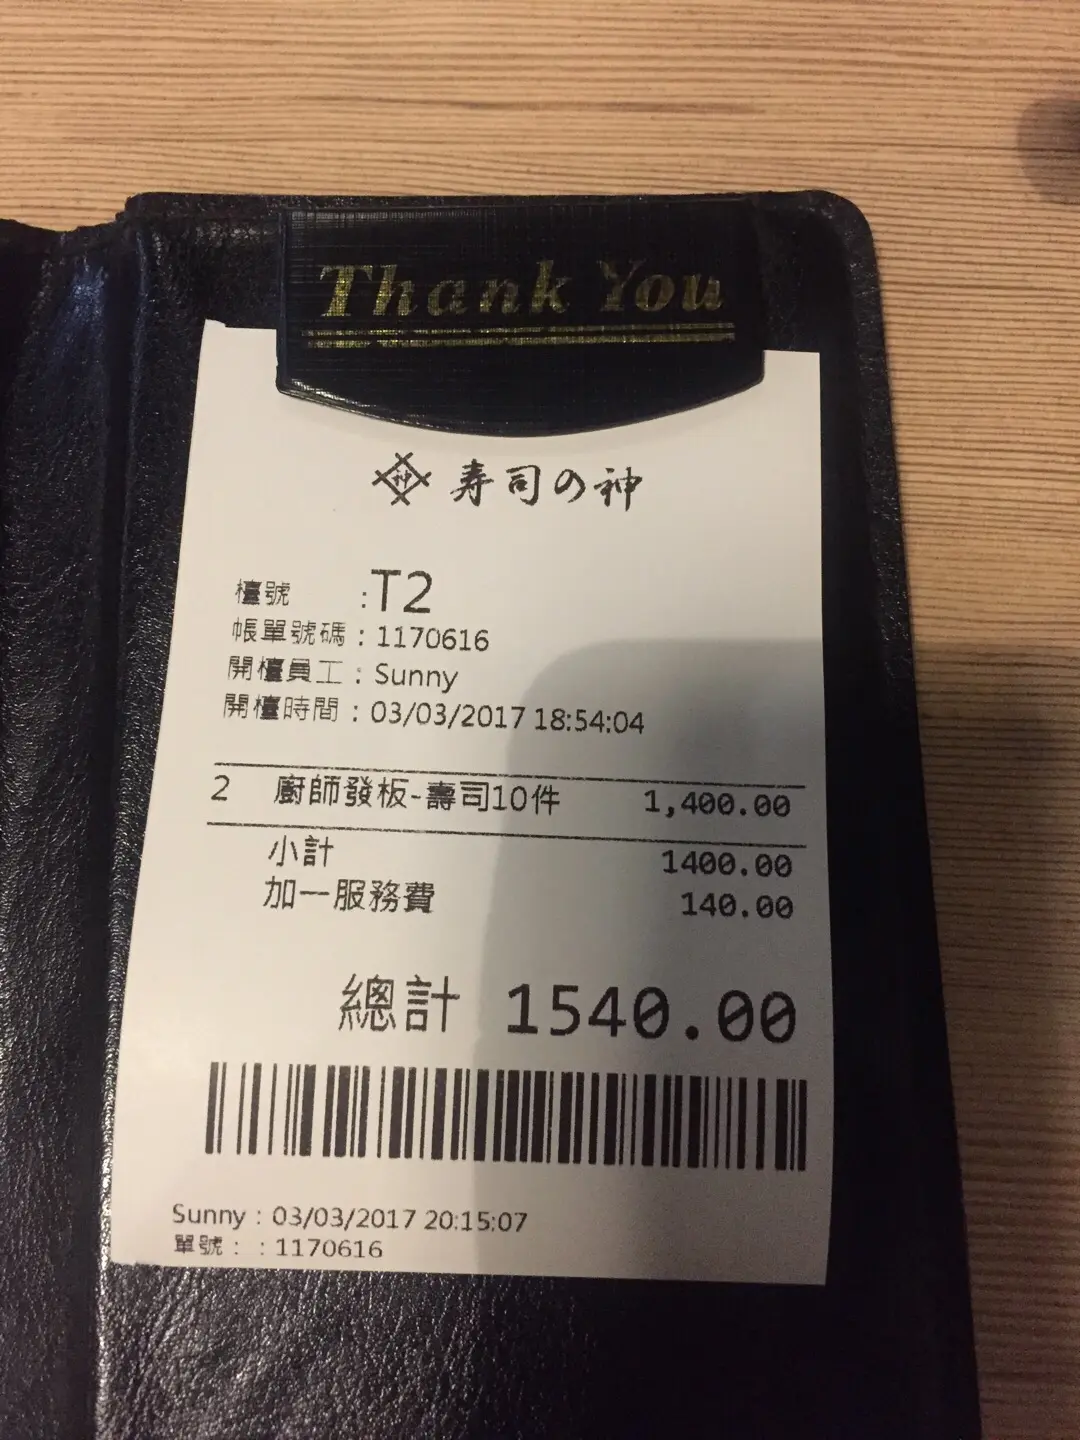 Thank You
神 寿司の神
檯號 :T2
帳單號碼 : 1170616
開檯員工 : Sunny
開檯時間 : 03/03/2017 18:54:04
2 廚師發板-壽司10件 1,400.00
小計 1400.00
加一服務費 140.00
總計 1540.00
Sunny : 03/03/2017 20:15:07
單號: : 1170616